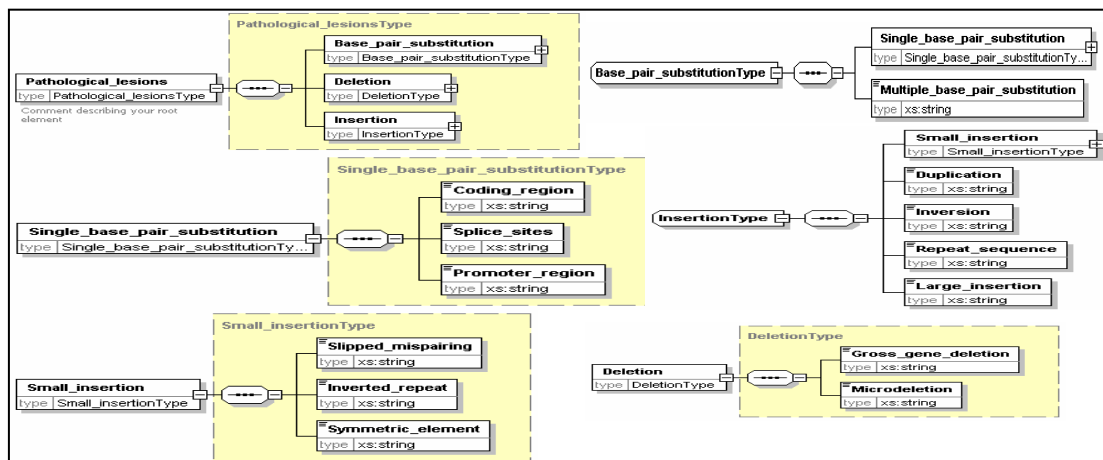 Pathological_lesionsType
Pathological_lesions
type Pathological_lesionsType
Comment describing your root
element
Base_pair_substitution
type Base_pair_substitutionType
Deletion
type DeletionType
Insertion
type InsertionType
Base_pair_substitutionType
Single_base_pair_substitution
type Single_base_pair_substitutionTy...
Multiple_base_pair_substitution
type xs:string
Single_base_pair_substitutionType
Single_base_pair_substitution
type Single_base_pair_substitutionTy...
Coding_region
type xs:string
Splice_sites
type xs:string
Promoter_region
type xs:string
InsertionType
Small_insertion
type Small_insertionType
Duplication
type xs:string
Inversion
type xs:string
Repeat_sequence
type xs:string
Large_insertion
type xs:string
Small_insertionType
Small_insertion
type Small_insertionType
Slipped_mispairing
type xs:string
Inverted_repeat
type xs:string
Symmetric_element
type xs:string
DeletionType
Deletion
type DeletionType
Gross_gene_deletion
type xs:string
Microdeletion
type xs:string